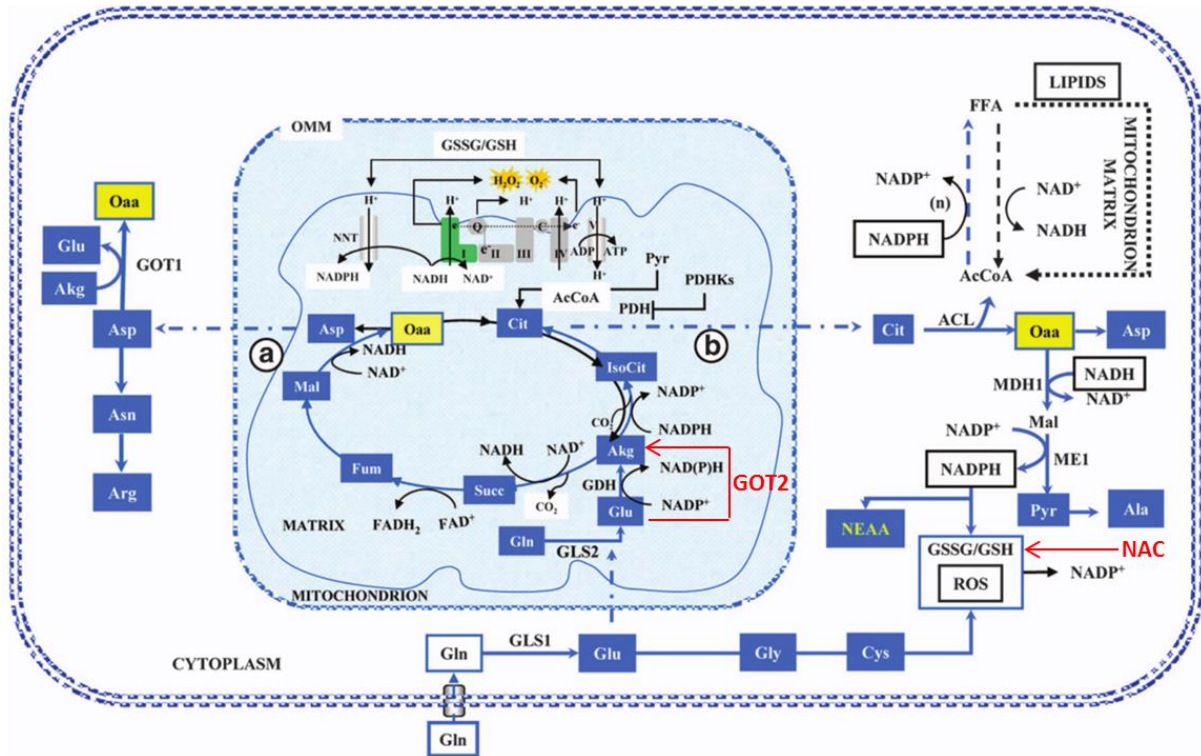 LIPIDS
FFA
MITOCHONDRION
MATRIX
NADP⁺
(n)
NADPH
NAD⁺
NADH
AcCoA
OMM
GSSG/GSH
H₂O₂
O₂⁻
H⁺
H⁺
H⁺
H⁺
H⁺
NNT
e⁻
Q
C
e⁻
V
I
e⁻
II
III
IV
ADP
ATP
H⁺
NADPH
NADH
NAD⁺
Pyr
AcCoA
PDHKs
PDH
Oaa
Glu
Akg
GOT1
Asp
Asn
Arg
a
Asp
Oaa
Cit
b
NADH
NAD⁺
Mal
IsoCit
CO₂
NADP⁺
NADPH
Akg
NADH
NAD⁺
Fum
Succ
CO₂
GDH
NAD(P)H
NADP⁺
GOT2
Glu
FADH₂
FAD⁺
MATRIX
Gln
GLS2
MITOCHONDRION
Cit
ACL
Oaa
Asp
MDH1
NADH
NAD⁺
Mal
NADP⁺
NADPH
ME1
NEAA
Pyr
Ala
GSSG/GSH
ROS
NAC
NADP⁺
CYTOPLASM
Gln
GLS1
Glu
Gly
Cys
Gln